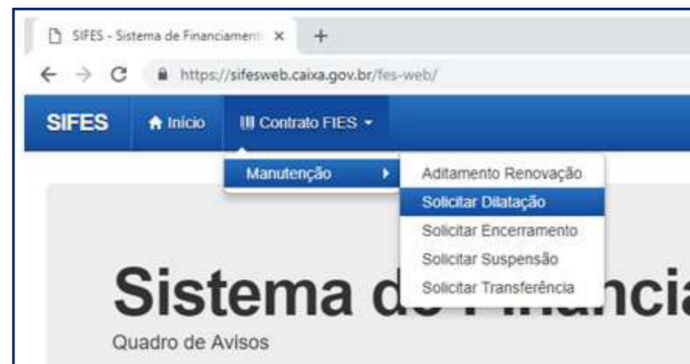 SIFES - Sistema de Financiament
https://sifesweb.caixa.gov.br/fes-web/
SIFES Início Contrato FIES
Manutenção Aditamento Renovação
Solicitar Dilatação
Solicitar Encerramento
Solicitar Suspensão
Solicitar Transferência
Sistema d
Quadro de Avisos